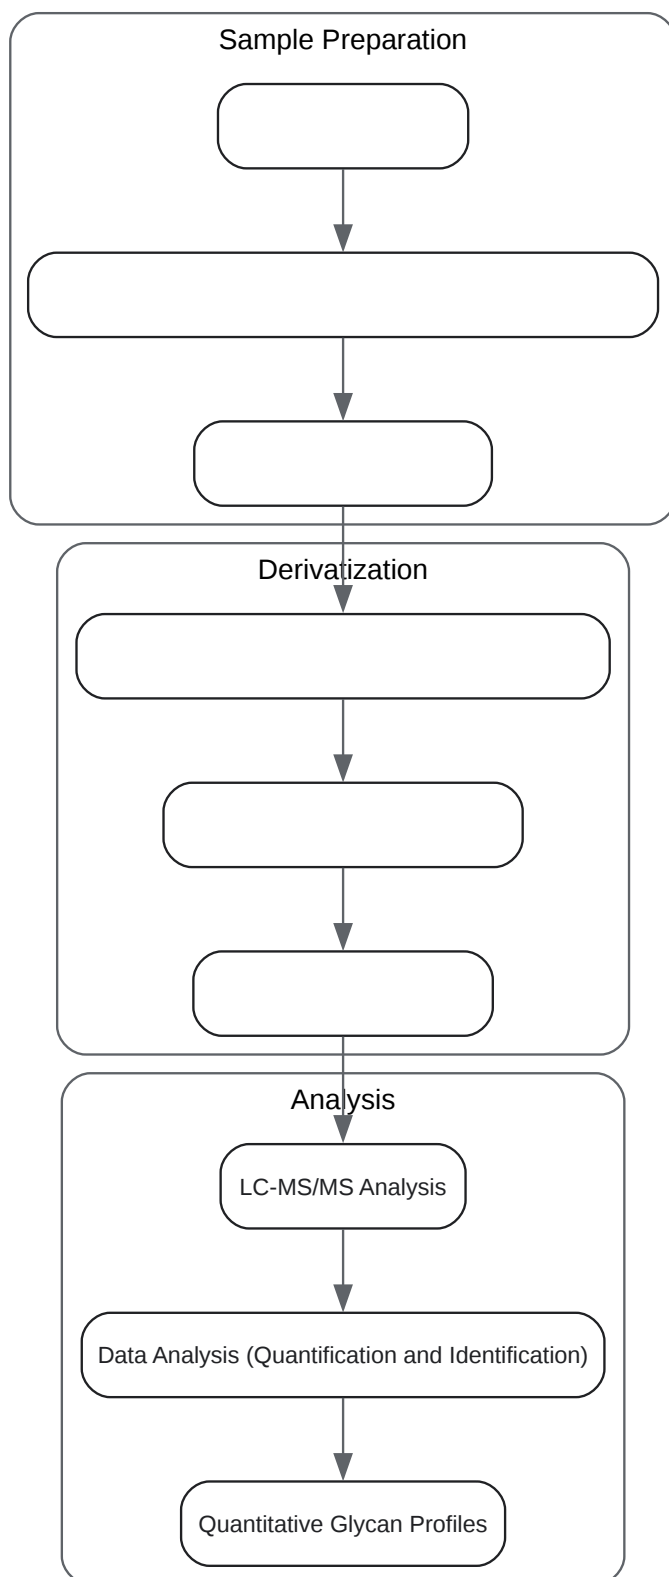 Sample Preparation
Derivatization
Analysis
LC-MS/MS Analysis
Data Analysis (Quantification and Identification)
Quantitative Glycan Profiles